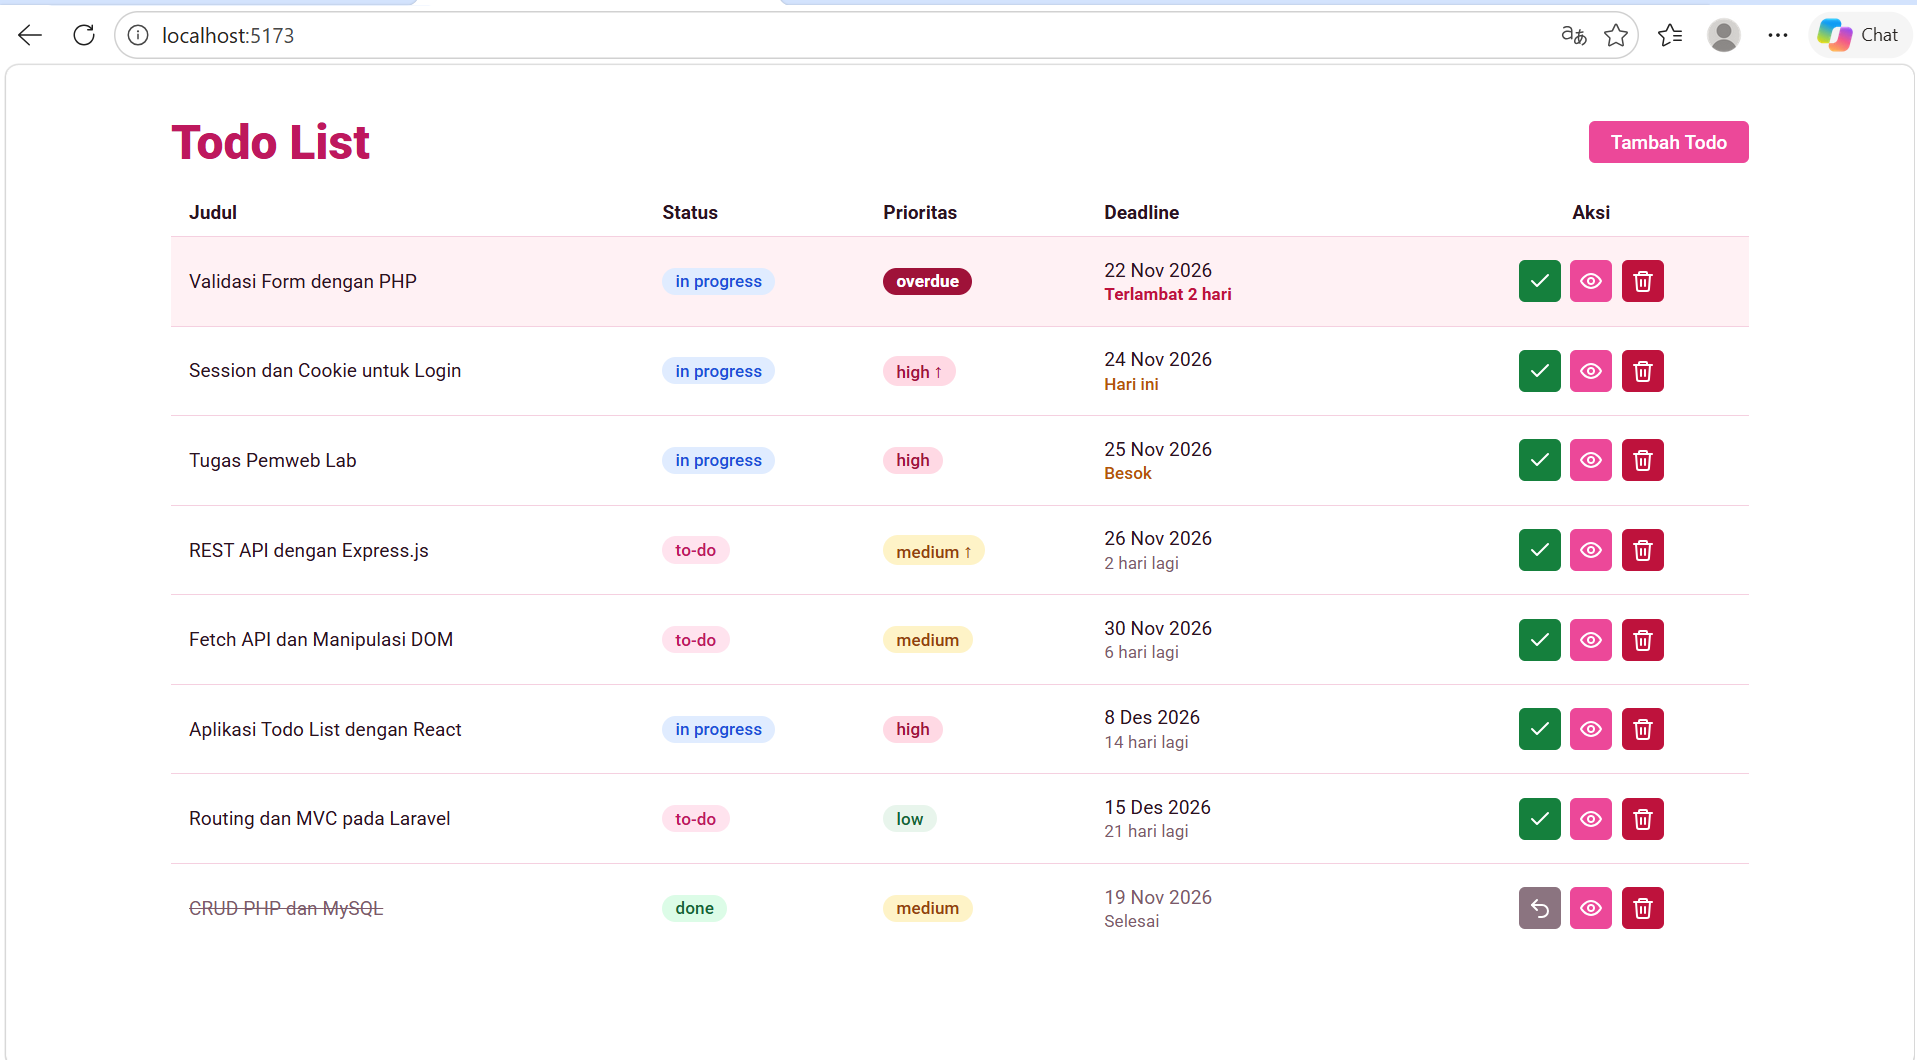 localhost:5173
Chat
Todo List
Tambah Todo
Judul Status Prioritas Deadline Aksi
Validasi Form dengan PHP in progress overdue 22 Nov 2026
Terlambat 2 hari
Session dan Cookie untuk Login in progress high ↑ 24 Nov 2026
Hari ini
Tugas Pemweb Lab in progress high 25 Nov 2026
Besok
REST API dengan Express.js to-do medium ↑ 26 Nov 2026
2 hari lagi
Fetch API dan Manipulasi DOM to-do medium 30 Nov 2026
6 hari lagi
Aplikasi Todo List dengan React in progress high 8 Des 2026
14 hari lagi
Routing dan MVC pada Laravel to-do low 15 Des 2026
21 hari lagi
CRUD PHP dan MySQL done medium 19 Nov 2026
Selesai